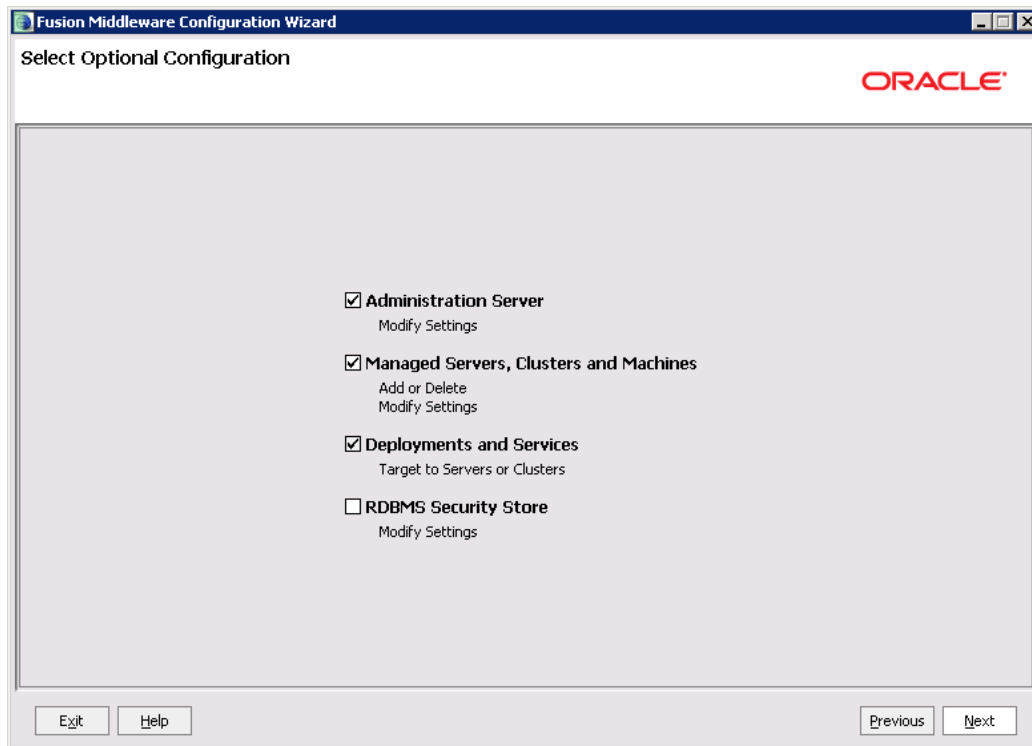 Fusion Middleware Configuration Wizard
Select Optional Configuration
ORACLE
Administration Server
Modify Settings
Managed Servers, Clusters and Machines
Add or Delete
Modify Settings
Deployments and Services
Target to Servers or Clusters
RDBMS Security Store
Modify Settings
Exit Help Previous Next